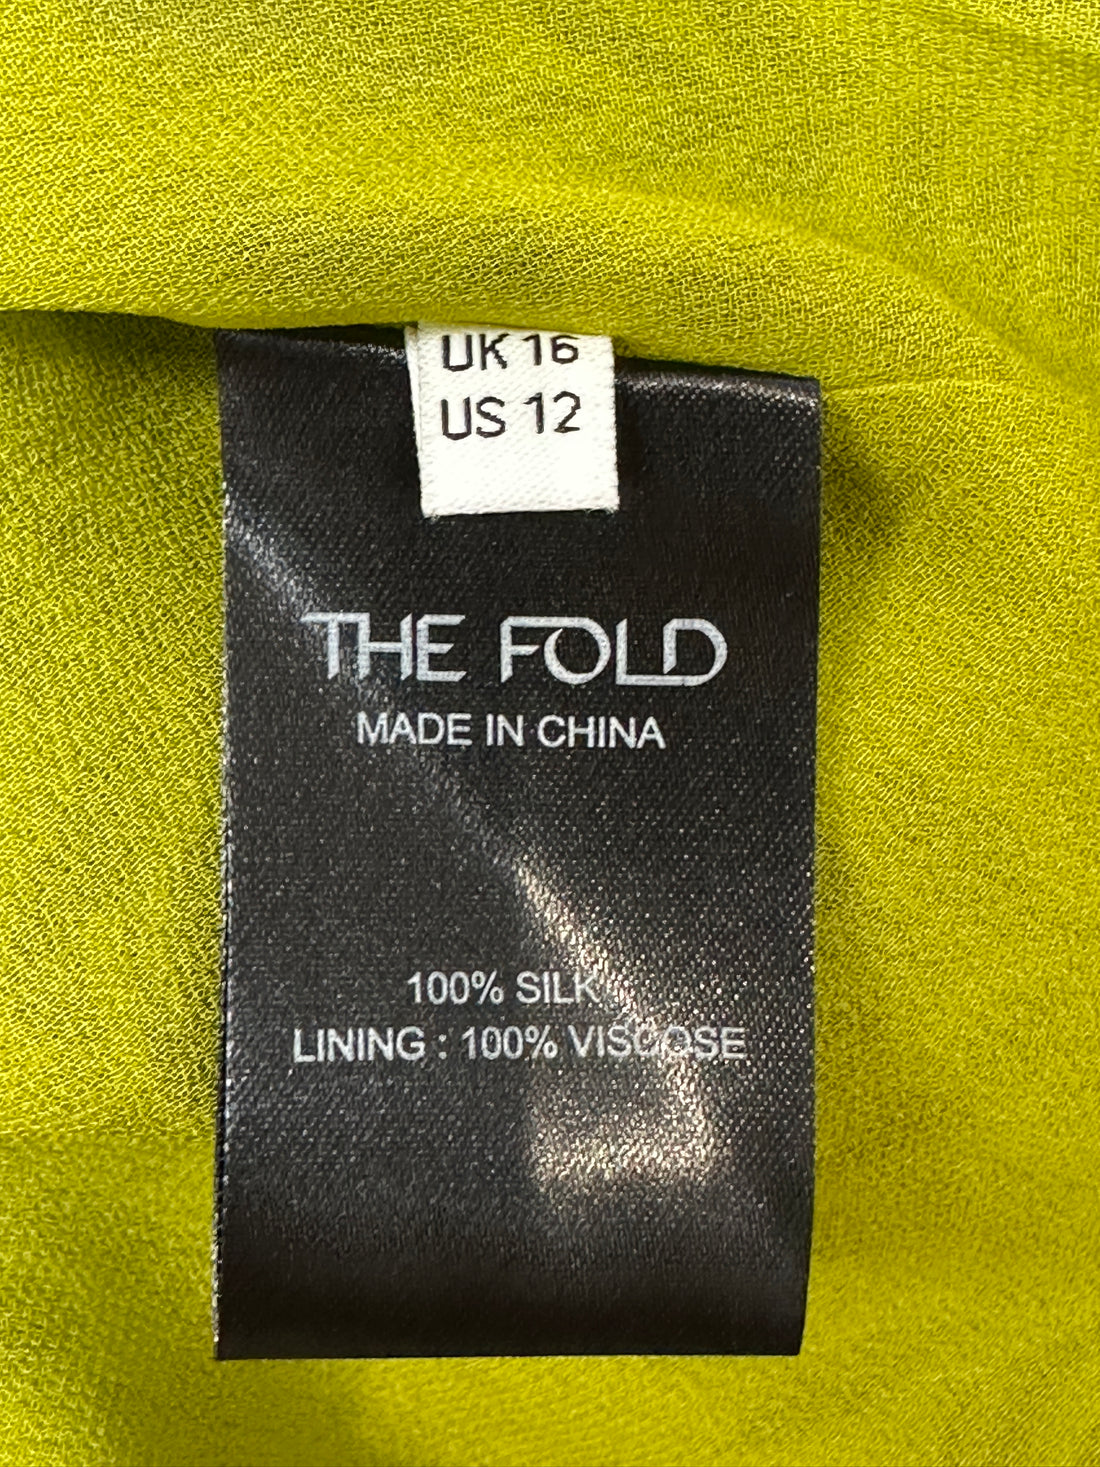 UK 16
US 12
THE FOLD
MADE IN CHINA
100% SILK
LINING : 100% VISCOSE